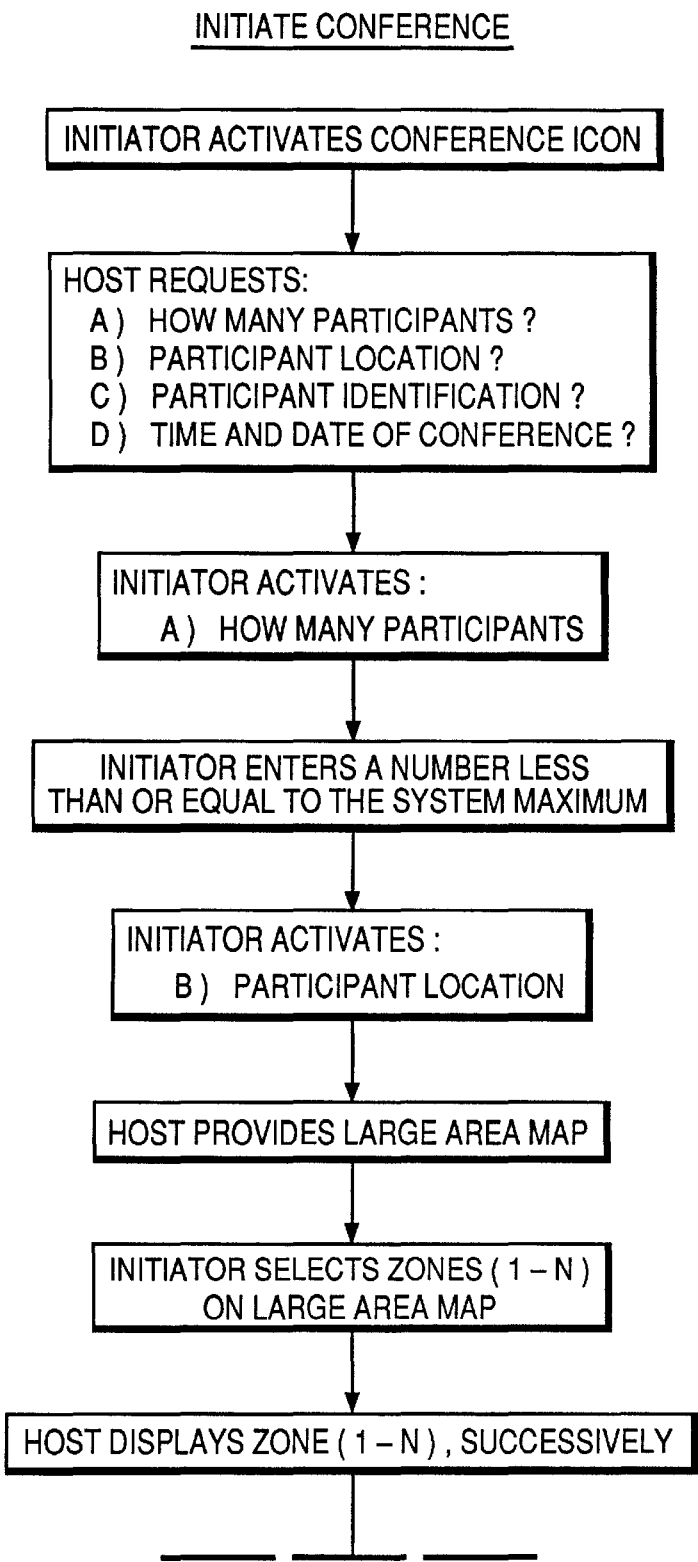 INITIATE CONFERENCE
INITIATOR ACTIVATES CONFERENCE ICON
HOST REQUESTS:
A ) HOW MANY PARTICIPANTS ?
B ) PARTICIPANT LOCATION ?
C ) PARTICIPANT IDENTIFICATION ?
D ) TIME AND DATE OF CONFERENCE ?
INITIATOR ACTIVATES :
A ) HOW MANY PARTICIPANTS
INITIATOR ENTERS A NUMBER LESS
THAN OR EQUAL TO THE SYSTEM MAXIMUM
INITIATOR ACTIVATES :
B ) PARTICIPANT LOCATION
HOST PROVIDES LARGE AREA MAP
INITIATOR SELECTS ZONES ( 1 – N )
ON LARGE AREA MAP
HOST DISPLAYS ZONE ( 1 – N ) , SUCCESSIVELY